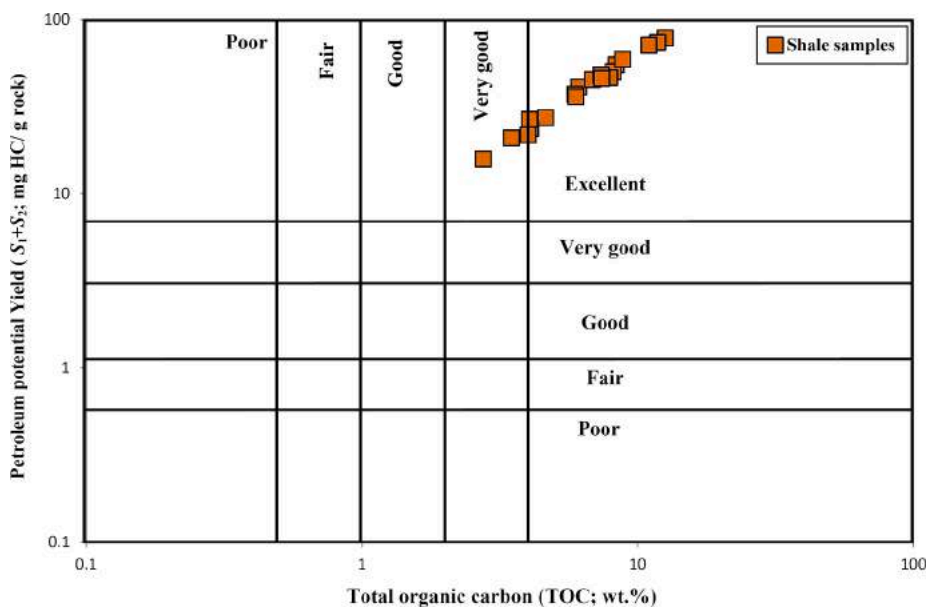 Petroleum potential Yield ( S₁+S₂; mg HC/ g rock)
100
10
1
0.1
Poor
Fair
Good
Very good
Shale samples
Excellent
Very good
Good
Fair
Poor
0.1
1
10
100
Total organic carbon (TOC; wt.%)